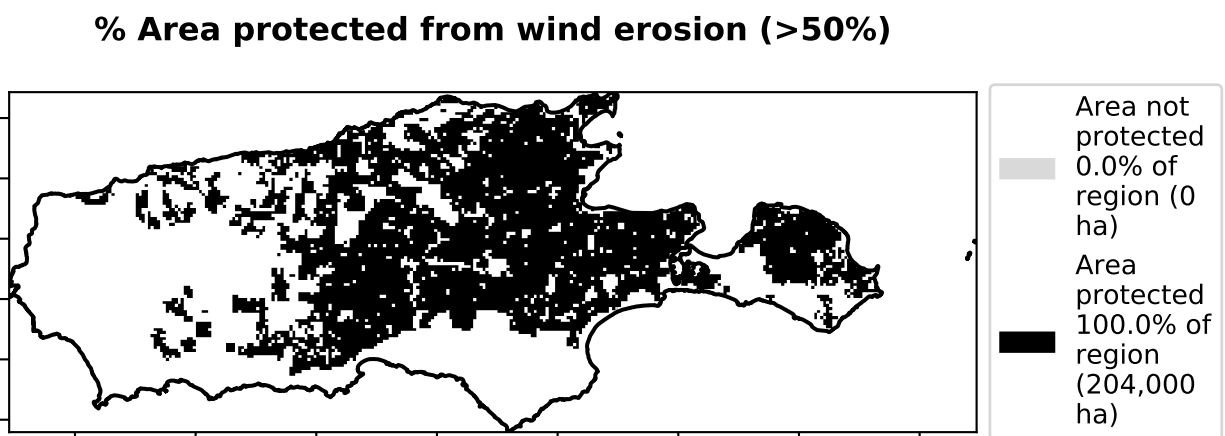 % Area protected from wind erosion (>50%)
Area not
protected
0.0% of
region (0
ha)
Area
protected
100.0% of
region
(204,000
ha)